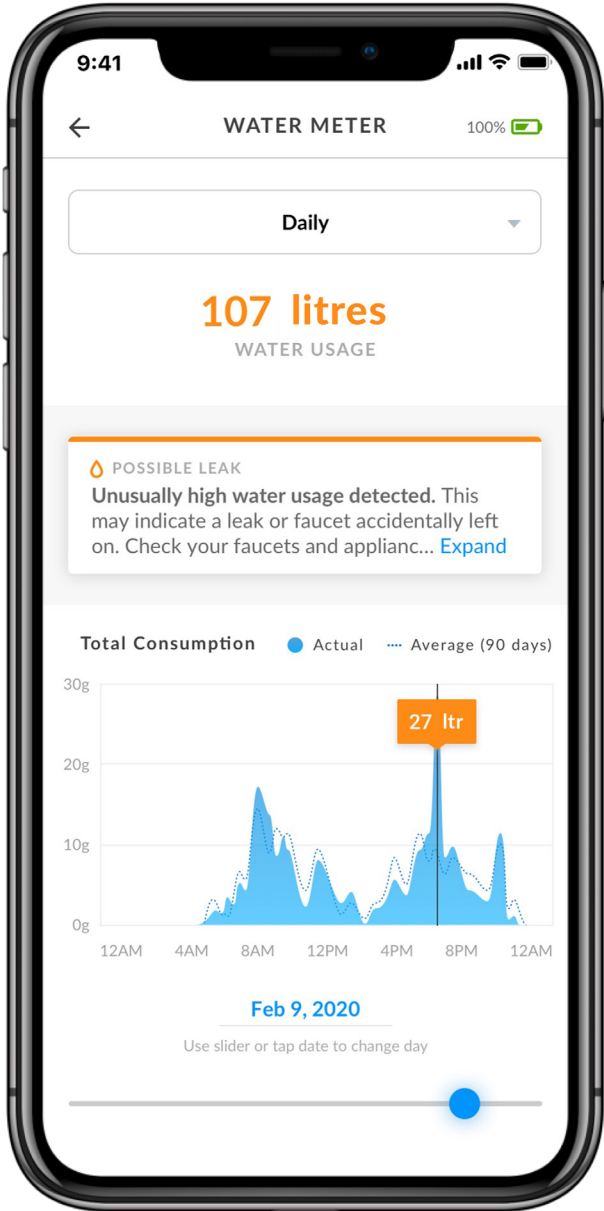 9:41
WATER METER
100%
Daily
107 litres
WATER USAGE
POSSIBLE LEAK
Unusually high water usage detected. This
may indicate a leak or faucet accidentally left
on. Check your faucets and applianc... Expand
Total Consumption
Actual
Average (90 days)
30g
27 ltr
20g
10g
0g
12AM 4AM 8AM 12PM 4PM 8PM 12AM
Feb 9, 2020
Use slider or tap date to change day